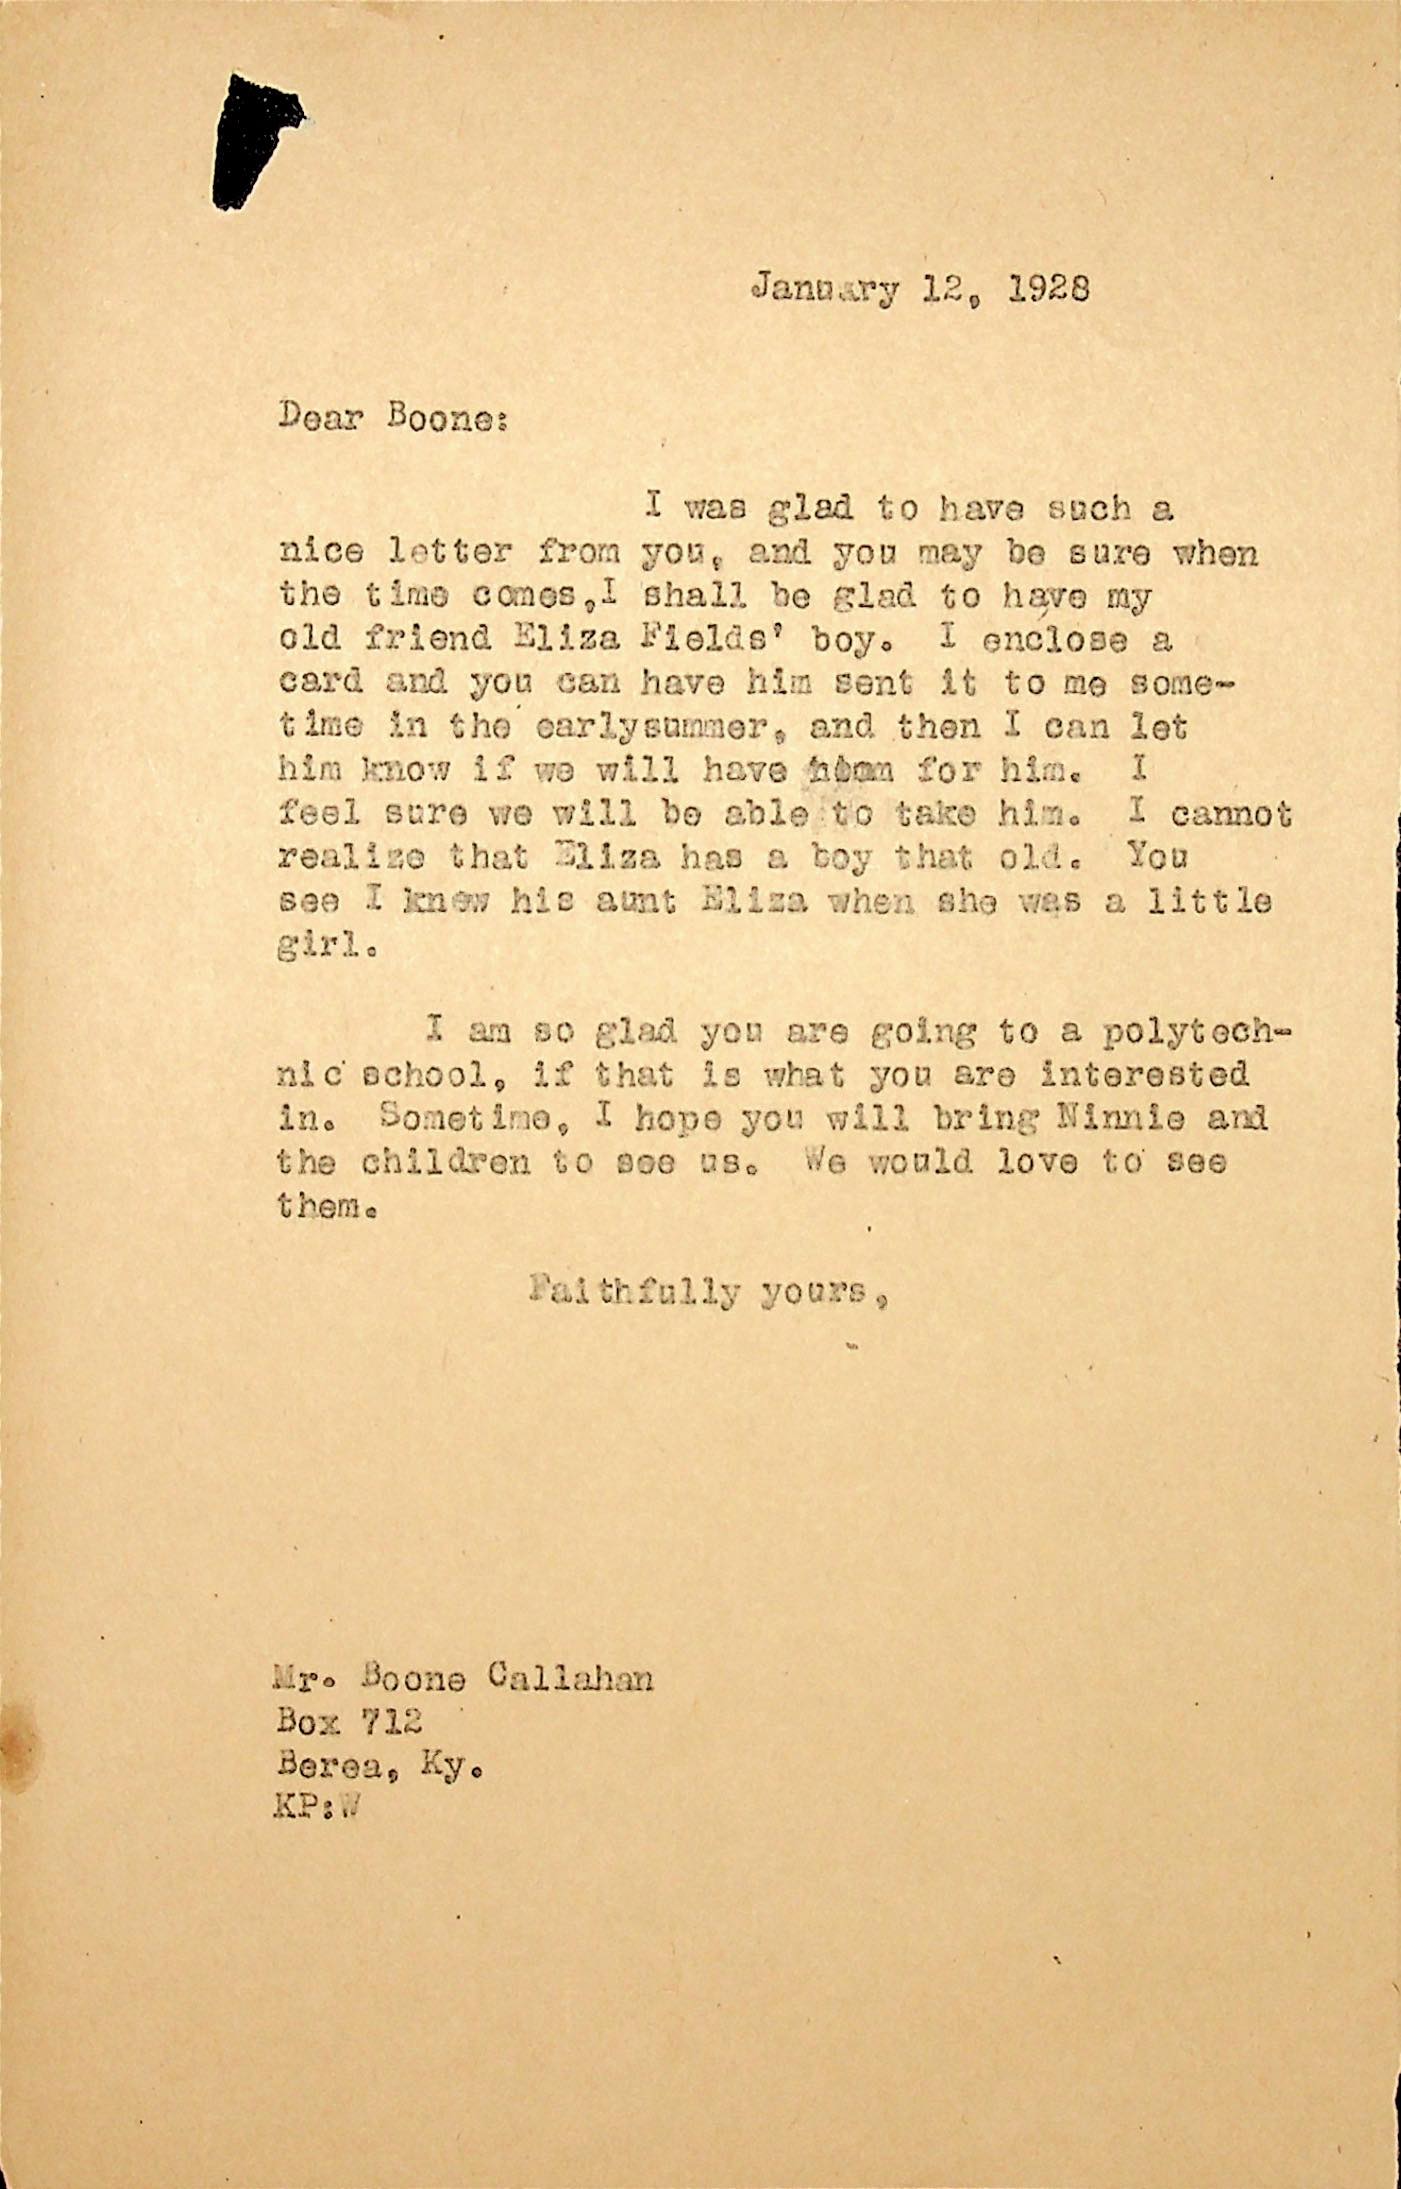 January 12, 1928
Dear Boone:
I was glad to have such a
nice letter from you, and you may be sure when
the time comes,I shall be glad to have my
old friend Eliza Fields' boy. I enclose a
card and you can have him sent it to me some-
time in the earlysummer, and then I can let
him know if we will have for him. I
feel sure we will be able to take him. I cannot
realize that Eliza has a boy that old. You
see I knew his aunt Eliza when she was a little
girl.
I am so glad you are going to a polytech-
nic school, if that is what you are interested
in. Sometime, I hope you will bring Ninnie and
the children to see us. We would love to see
them.
Faithfully yours,
Mr. Boone Callahan
Box 712
Berea, Ky.
KP:W